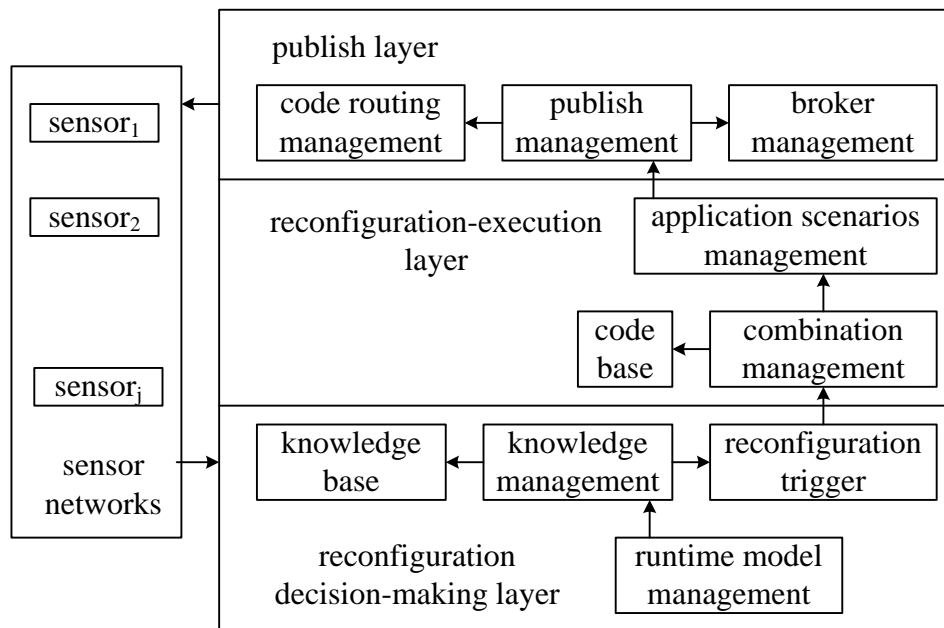 sensor₁
sensor₂
sensorⱼ
sensor
networks
publish layer
code routing
management
publish
management
broker
management
reconfiguration-execution
layer
application scenarios
management
code
base
combination
management
knowledge
base
knowledge
management
reconfiguration
trigger
reconfiguration
decision-making layer
runtime model
management